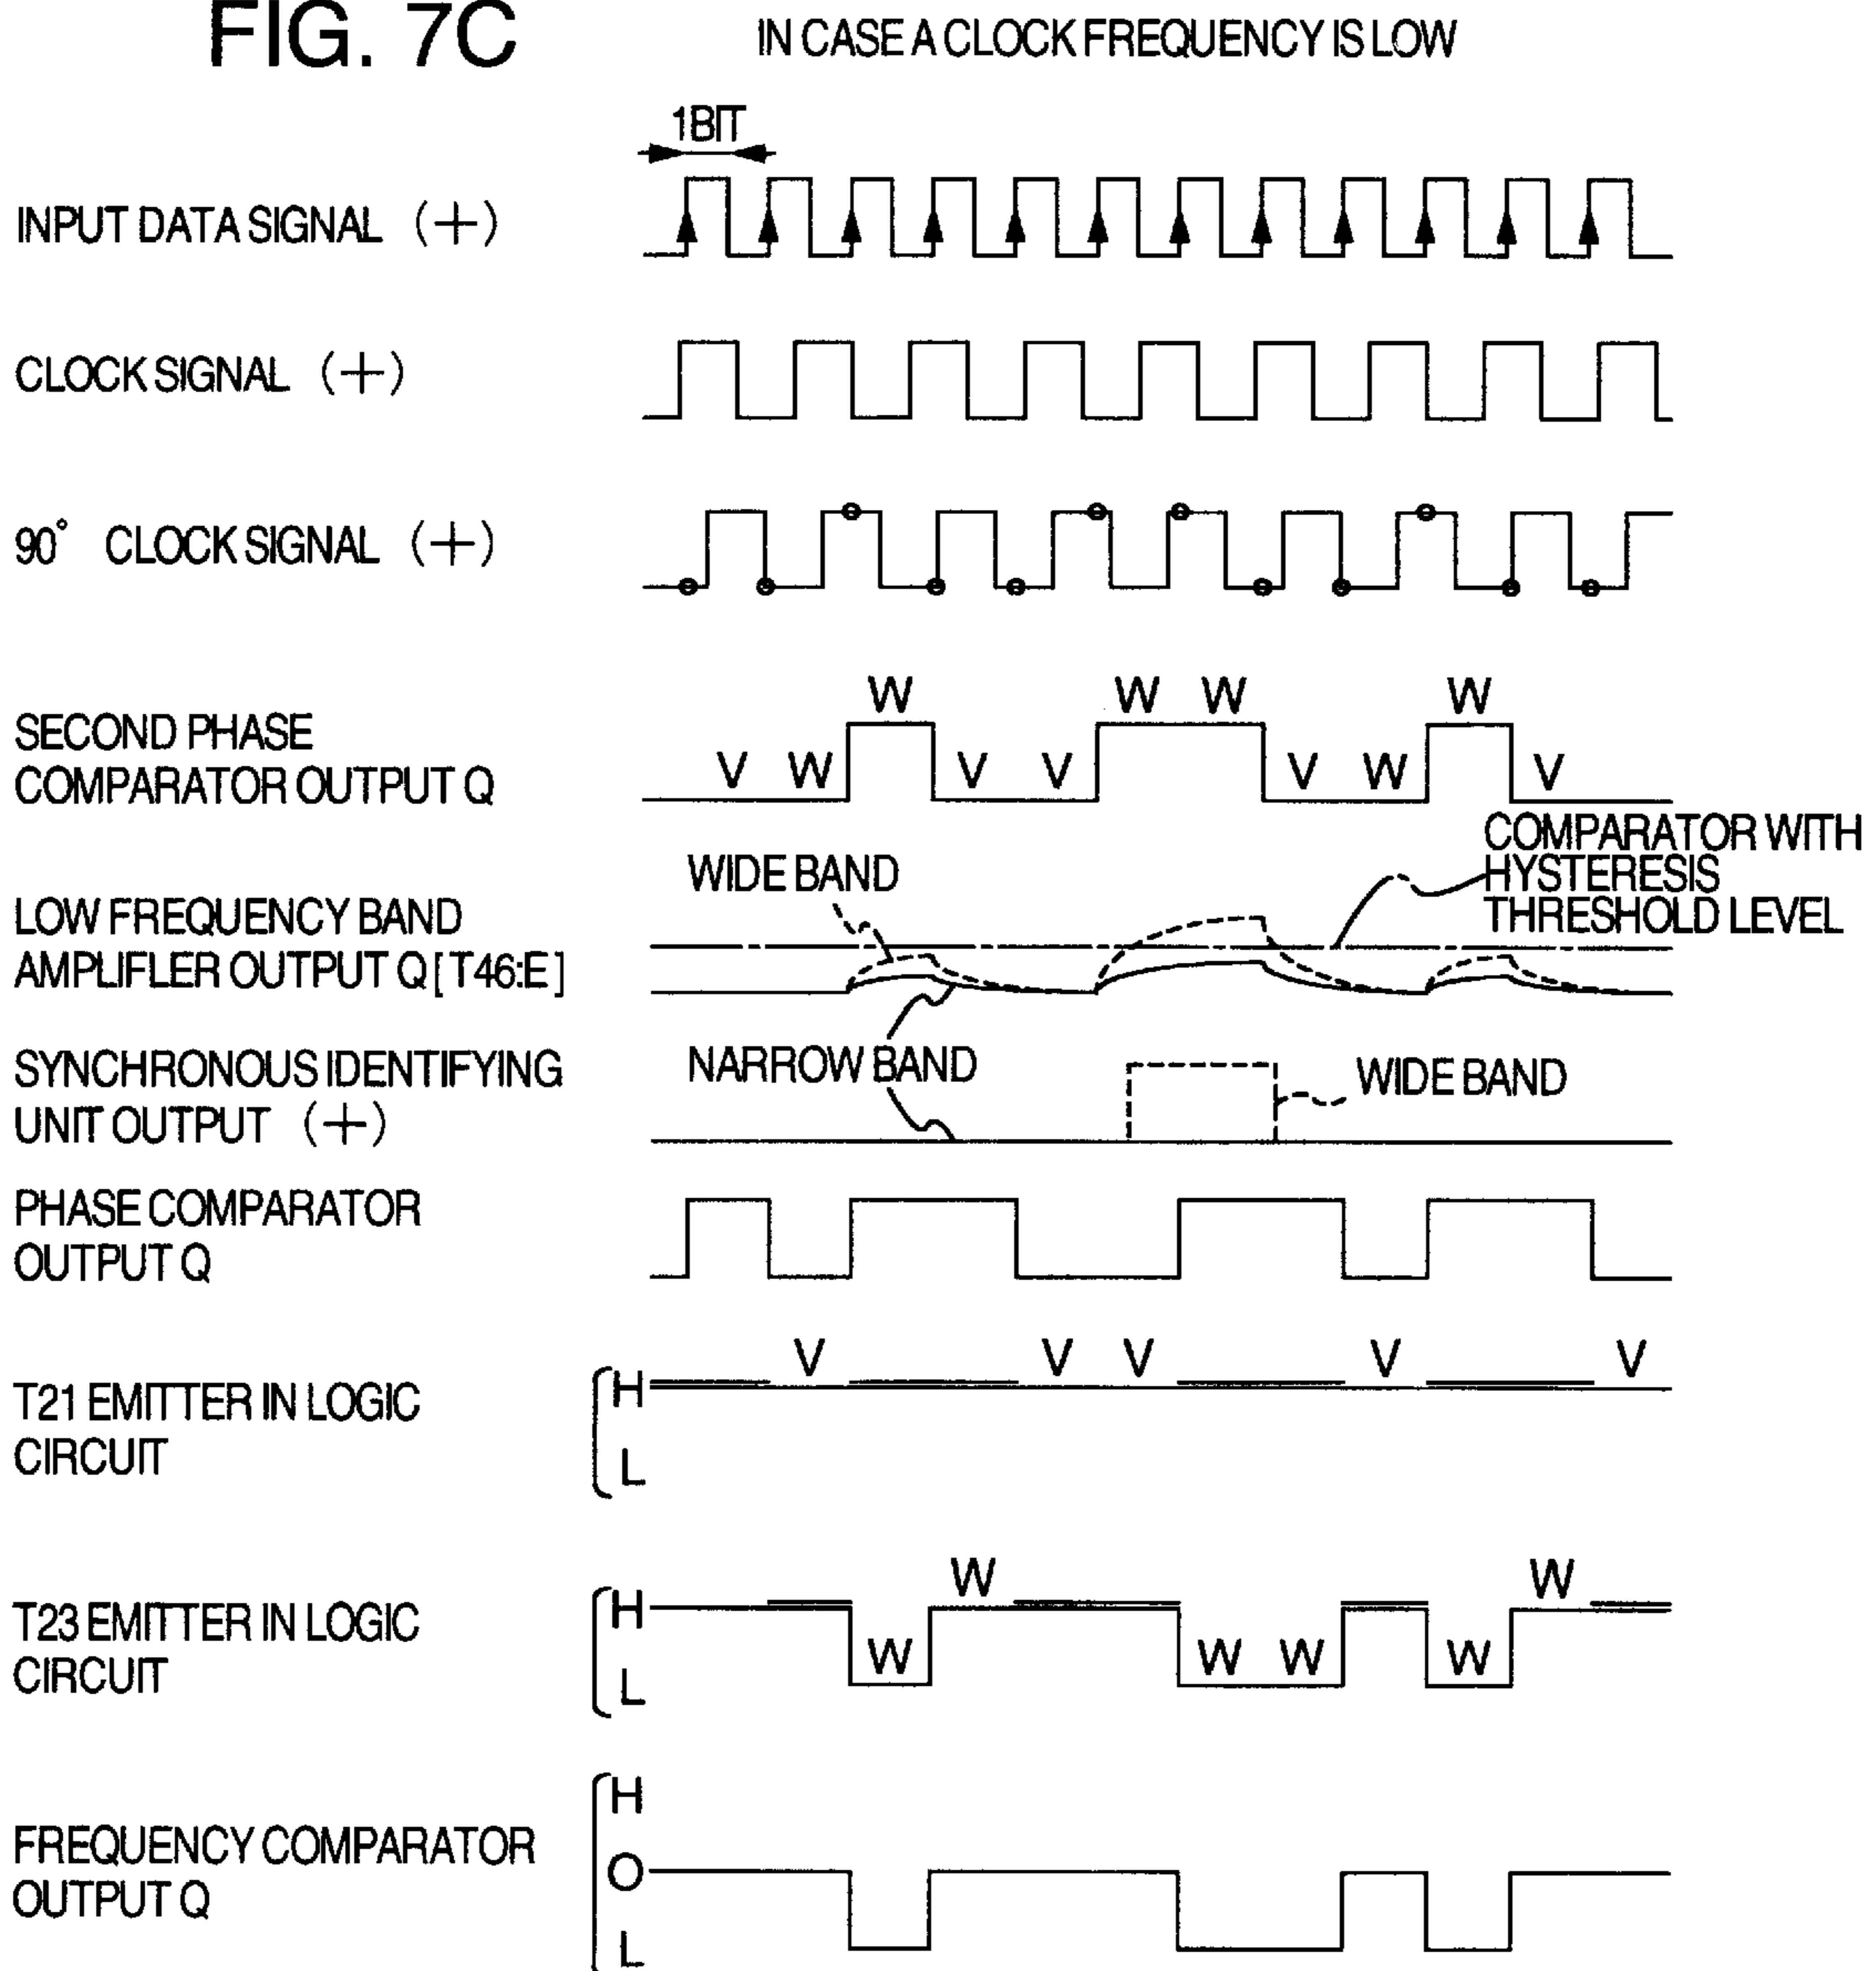 FIG. 7C
IN CASE A CLOCK FREQUENCY IS LOW
1BIT
INPUT DATA SIGNAL (+)
CLOCK SIGNAL (+)
90° CLOCK SIGNAL (+)
W W W W
SECOND PHASE
COMPARATOR OUTPUT Q
V W V V V W V
COMPARATOR WITH
HYSTERESIS
THRESHOLD LEVEL
WIDE BAND
LOW FREQUENCY BAND
AMPLIFLER OUTPUT Q [T46:E]
NARROW BAND
WIDE BAND
SYNCHRONOUS IDENTIFYING
UNIT OUTPUT (+)
PHASE COMPARATOR
OUTPUT Q
V V V V V
T21 EMITTER IN LOGIC
CIRCUIT
H
L
W W
T23 EMITTER IN LOGIC
CIRCUIT
H
W W W W
L
FREQUENCY COMPARATOR
OUTPUT Q
H
O
L